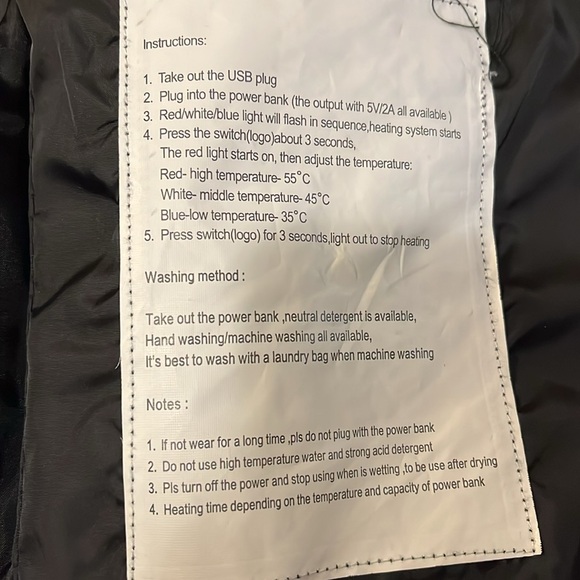 Instructions:
1. Take out the USB plug
2. Plug into the power bank (the output with 5V/2A all available )
3. Red/white/blue light will flash in sequence,heating system starts
4. Press the switch(logo)about 3 seconds,
The red light starts on, then adjust the temperature:
Red- high temperature- 55°C
White- middle temperature- 45°C
Blue-low temperature- 35°C
5. Press switch(logo) for 3 seconds,light out to stop heating
Washing method :
Take out the power bank ,neutral detergent is available,
Hand washing/machine washing all available,
It's best to wash with a laundry bag when machine washing
Notes :
1. If not wear for a long time ,pls do not plug with the power bank
2. Do not use high temperature water and strong acid detergent
3. Pls turn off the power and stop using when is wetting ,to be use after drying
4. Heating time depending on the temperature and capacity of power bank